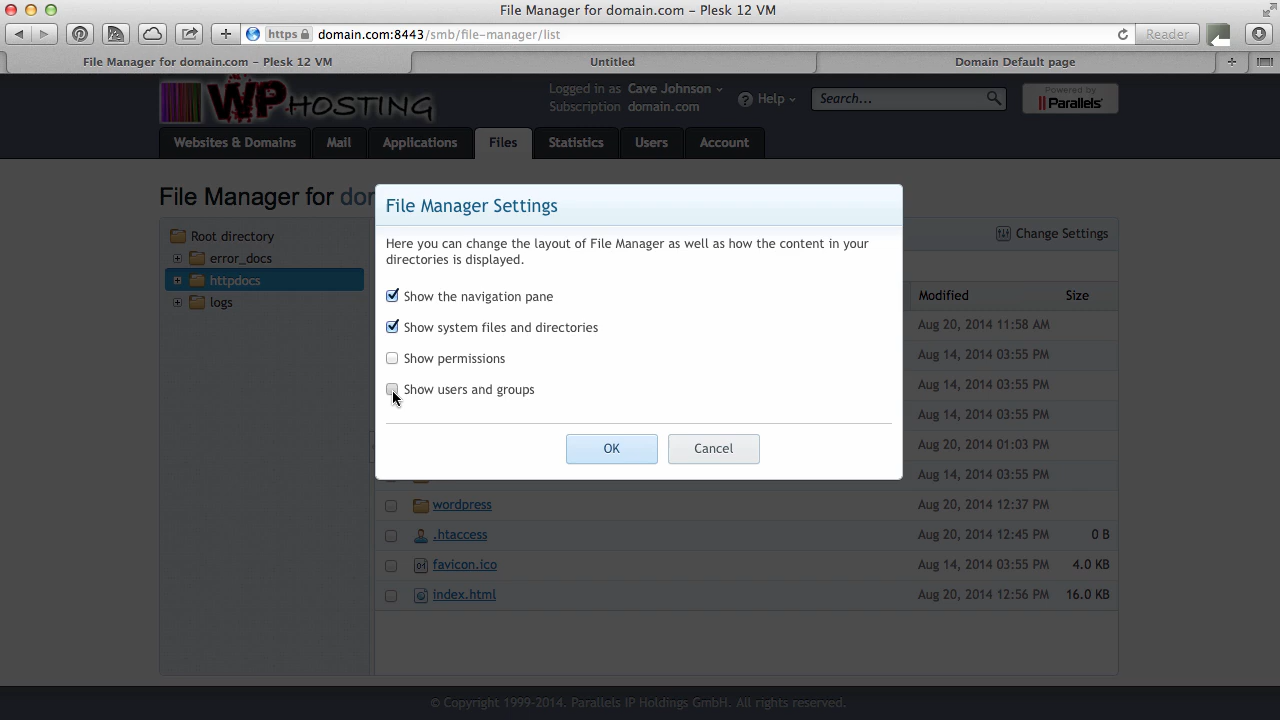 File Manager for domain.com – Plesk 12 VM
https domain.com:8443/smb/file-manager/list
Reader
File Manager for domain.com – Plesk 12 VM
Untitled
Domain Default page
WP HOSTING
Logged in as Cave Johnson
Subscription domain.com
Help
Search...
Powered by
Parallels
Websites & Domains
Mail
Applications
Files
Statistics
Users
Account
File Manager for do
Root directory
error_docs
httpdocs
logs
Change Settings
File Manager Settings
Here you can change the layout of File Manager as well as how the content in your
directories is displayed.
Show the navigation pane
Show system files and directories
Show permissions
Show users and groups
OK
Cancel
Modified Size
Aug 20, 2014 11:58 AM
Aug 14, 2014 03:55 PM
Aug 14, 2014 03:55 PM
Aug 14, 2014 03:55 PM
Aug 20, 2014 01:03 PM
Aug 14, 2014 03:55 PM
wordpress Aug 20, 2014 12:37 PM
.htaccess Aug 20, 2014 12:45 PM 0 B
favicon.ico Aug 14, 2014 03:55 PM 4.0 KB
index.html Aug 20, 2014 12:56 PM 16.0 KB
© Copyright 1999-2014. Parallels IP Holdings GmbH. All rights reserved.